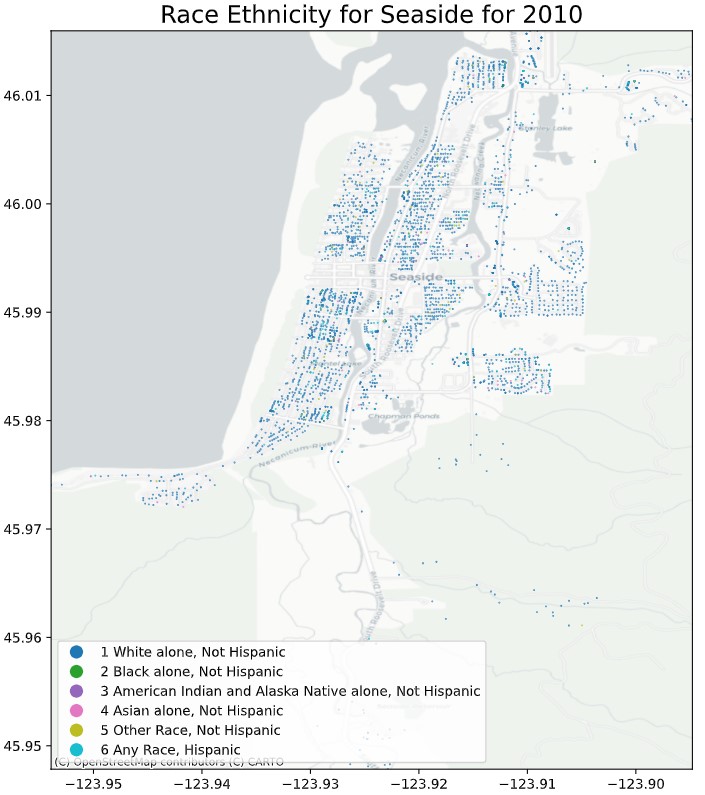 Race Ethnicity for Seaside for 2010
46.01
46.00
45.99
45.98
45.97
45.96
45.95
Stanley Lake
Necanicum River
Seaside
Chapman Ponds
Necanicum River
1 White alone, Not Hispanic
2 Black alone, Not Hispanic
3 American Indian and Alaska Native alone, Not Hispanic
4 Asian alone, Not Hispanic
5 Other Race, Not Hispanic
6 Any Race, Hispanic
(C) OpenStreetMap contributors (C) CARTO
−123.95 −123.94 −123.93 −123.92 −123.91 −123.90